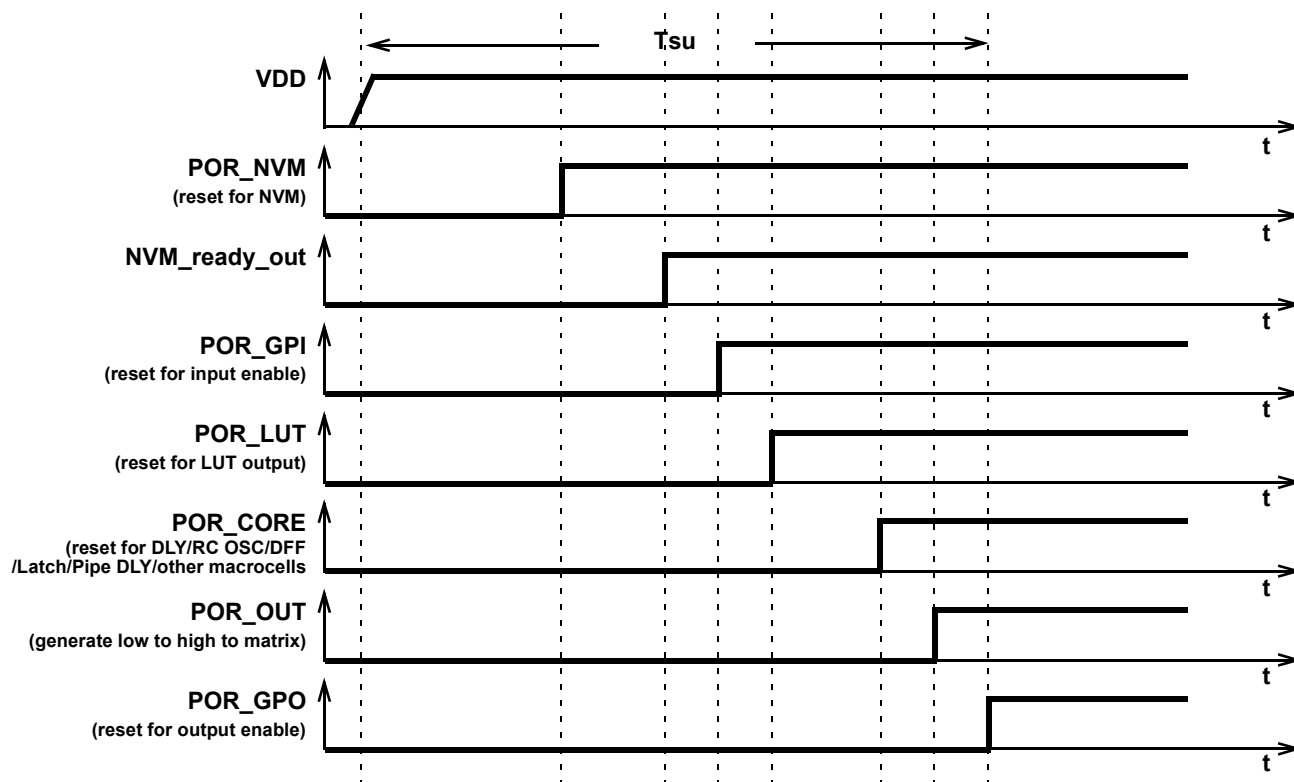 Tsu
VDD
t
POR_NVM
(reset for NVM)
t
NVM_ready_out
t
POR_GPI
(reset for input enable)
t
POR_LUT
(reset for LUT output)
t
POR_CORE
(reset for DLY/RC OSC/DFF
/Latch/Pipe DLY/other macrocells
t
POR_OUT
(generate low to high to matrix)
t
POR_GPO
(reset for output enable)
t